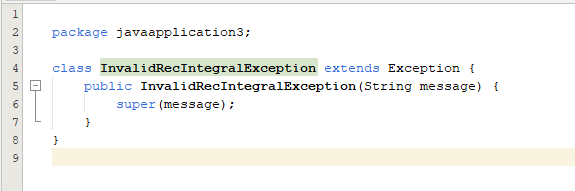 1
2 package javaapplication3;
3
4 class InvalidRecIntegralException extends Exception {
5 public InvalidRecIntegralException(String message) {
6 super(message);
7 }
8 }
9